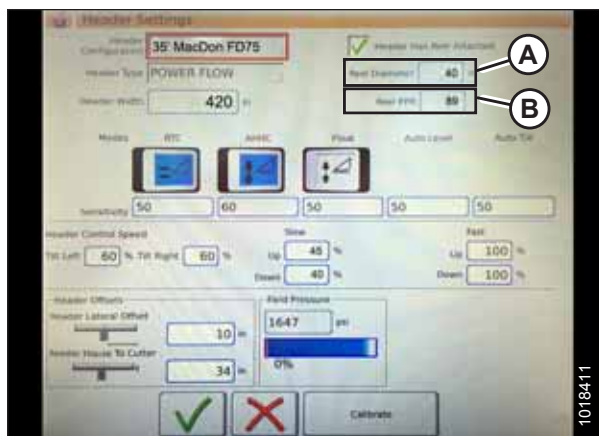 Header Settings
Header Configuration 35' MacDon FD75
Header Has Reel Attached
A
Header Type POWER FLOW
Reel Diameter 40 in
Header Width 420 in
Reel PPR 89
B
Modes RTC AHHC Float Auto Level Auto Tilt
Sensitivity 50 60 50 50 50
Header Control Speed
Slow
Fast
Tilt Left 60 % Tilt Right 60 %
Up 45 %
Up 100 %
Down 40 %
Down 100 %
Header Offsets
Header Lateral Offset
10 in
Feeder House To Cutter
34 in
Field Pressure
1647 psi
0%
Calibrate
1018411